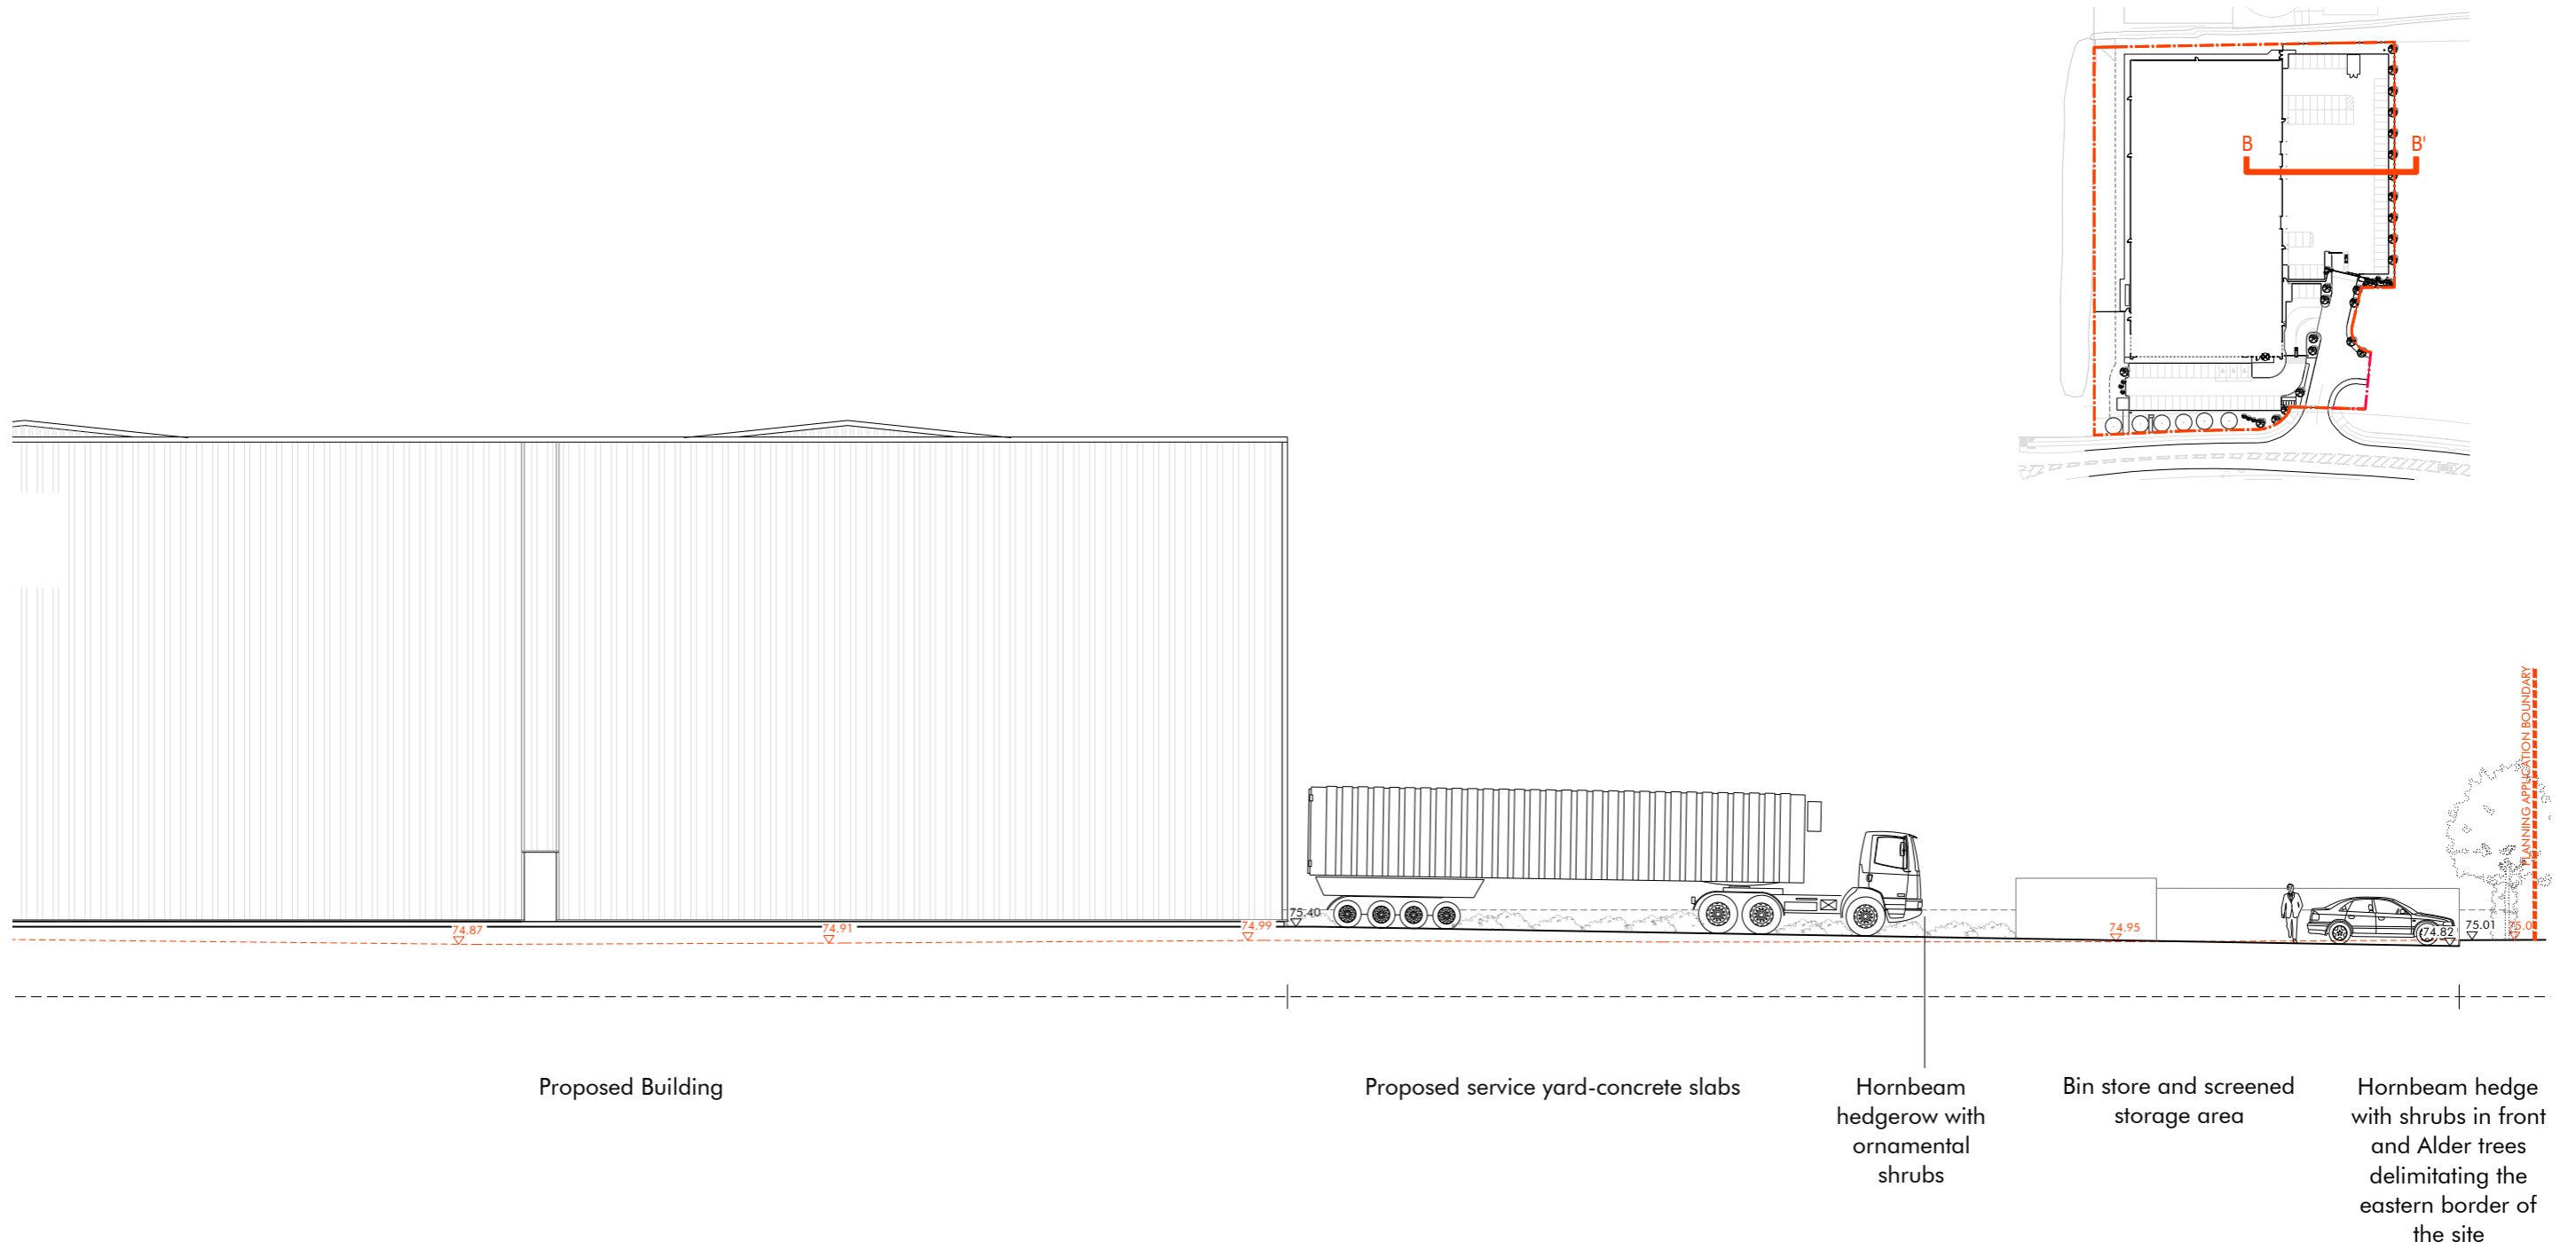 B
B'
PLANNING APPLICATION BOUNDARY
75.40
74.87
74.91
74.99
74.95
74.82
75.01
75.0
Proposed Building
Proposed service yard-concrete slabs
Hornbeam
hedgerow with
ornamental
shrubs
Bin store and screened
storage area
Hornbeam hedge
with shrubs in front
and Alder trees
delimitating the
eastern border of
the site